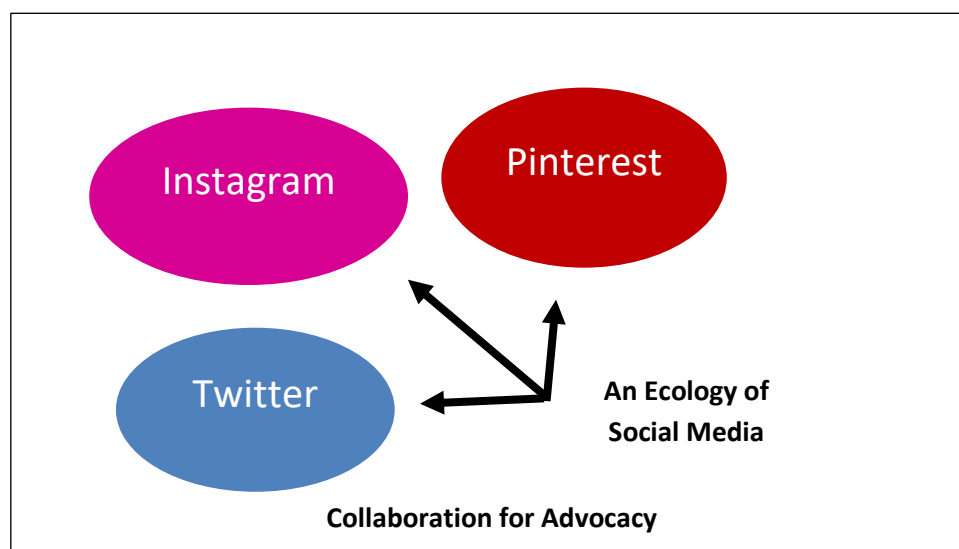 Instagram
Pinterest
Twitter
An Ecology of
Social Media
Collaboration for Advocacy